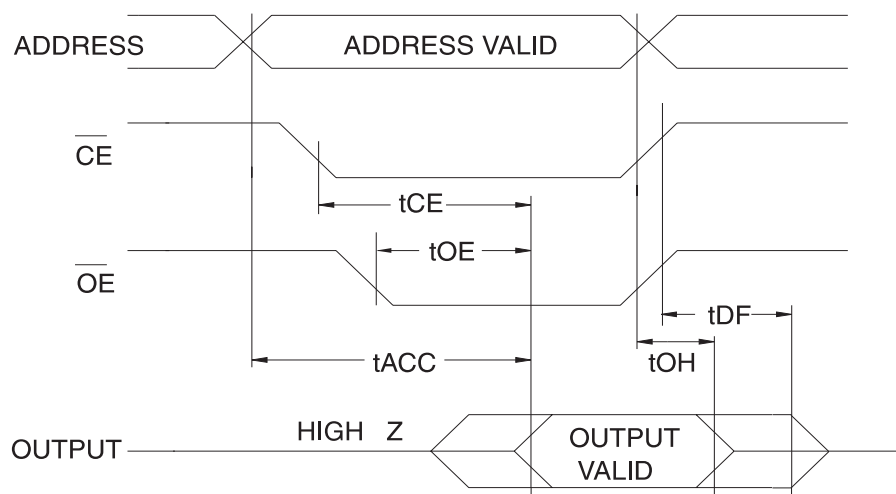 ADDRESS
ADDRESS VALID
CE
tCE
tOE
OE
tDF
tACC
tOH
HIGH Z
OUTPUT
OUTPUT
VALID